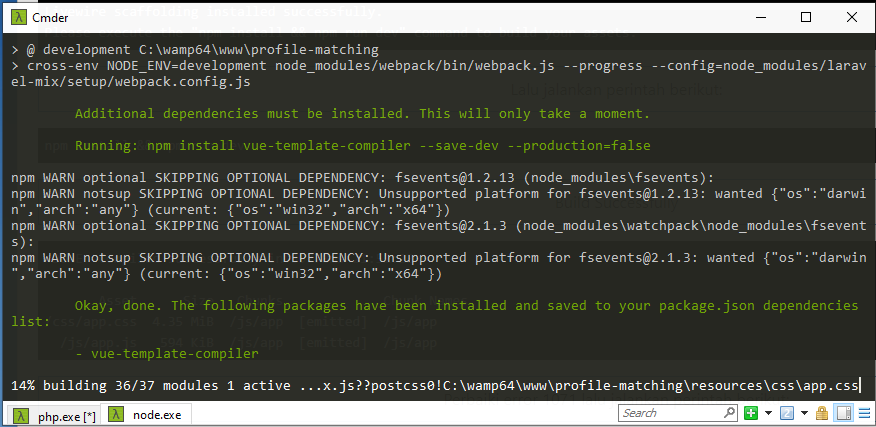 Cmder
> @ development C:\wamp64\www\profile-matching
> cross-env NODE_ENV=development node_modules/webpack/bin/webpack.js --progress --config=node_modules/larav
el-mix/setup/webpack.config.js
Additional dependencies must be installed. This will only take a moment.
Running: npm install vue-template-compiler --save-dev --production=false
npm WARN optional SKIPPING OPTIONAL DEPENDENCY: fsevents@1.2.13 (node_modules\fsevents):
npm WARN notsup SKIPPING OPTIONAL DEPENDENCY: Unsupported platform for fsevents@1.2.13: wanted {"os":"darwi
n","arch":"any"} (current: {"os":"win32","arch":"x64"})
npm WARN optional SKIPPING OPTIONAL DEPENDENCY: fsevents@2.1.3 (node_modules\watchpack\node_modules\fsevent
s):
npm WARN notsup SKIPPING OPTIONAL DEPENDENCY: Unsupported platform for fsevents@2.1.3: wanted {"os":"darwin
","arch":"any"} (current: {"os":"win32","arch":"x64"})
Okay, done. The following packages have been installed and saved to your package.json dependencies
list:
- vue-template-compiler
14% building 36/37 modules 1 active ...x.js??postcss0!C:\wamp64\www\profile-matching\resources\css\app.css
php.exe [*]
node.exe
Search